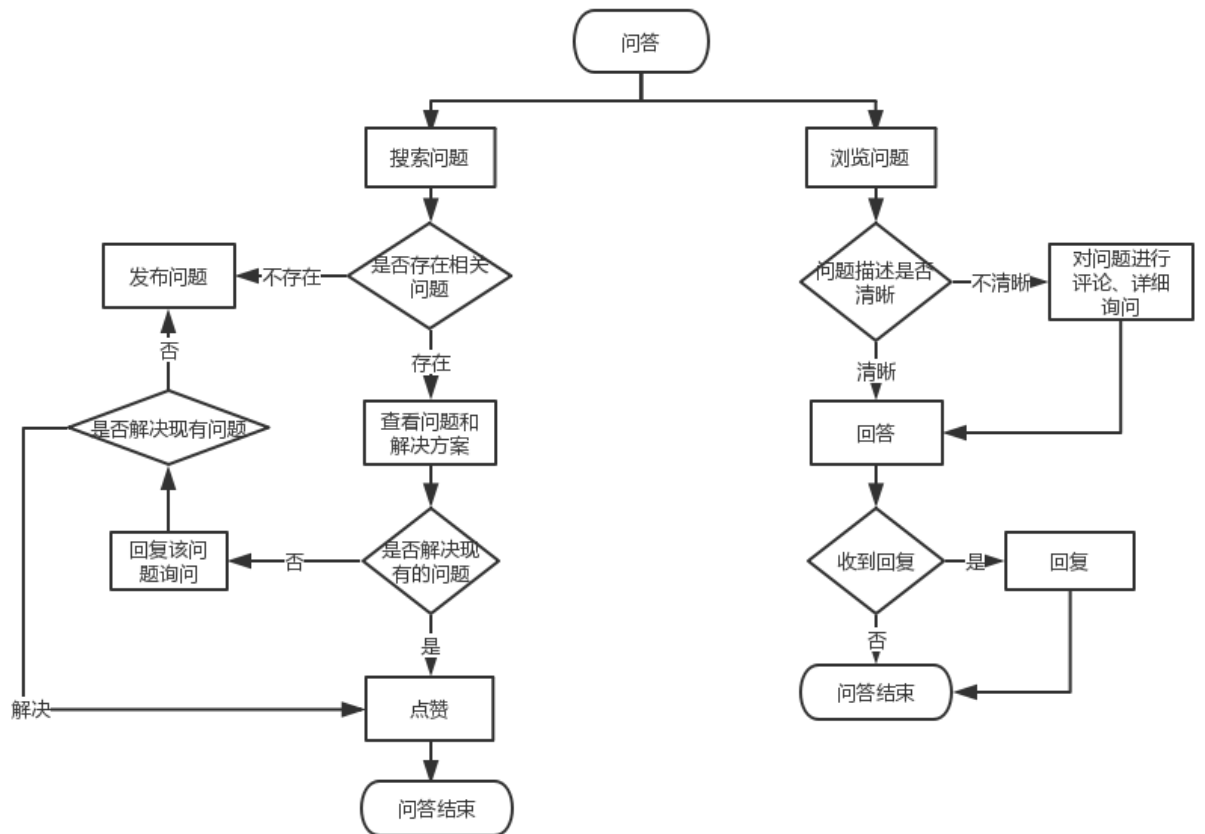 问答
搜索问题
浏览问题
是否存在相关
问题
不存在
发布问题
问题描述是否
清晰
不清晰
对问题进行
评论、详细
询问
存在
清晰
否
是否解决现有问题
查看问题和
解决方案
回答
回复该问
题询问
否
是否解决现
有的问题
收到回复
是
回复
是
否
解决
点赞
问答结束
问答结束